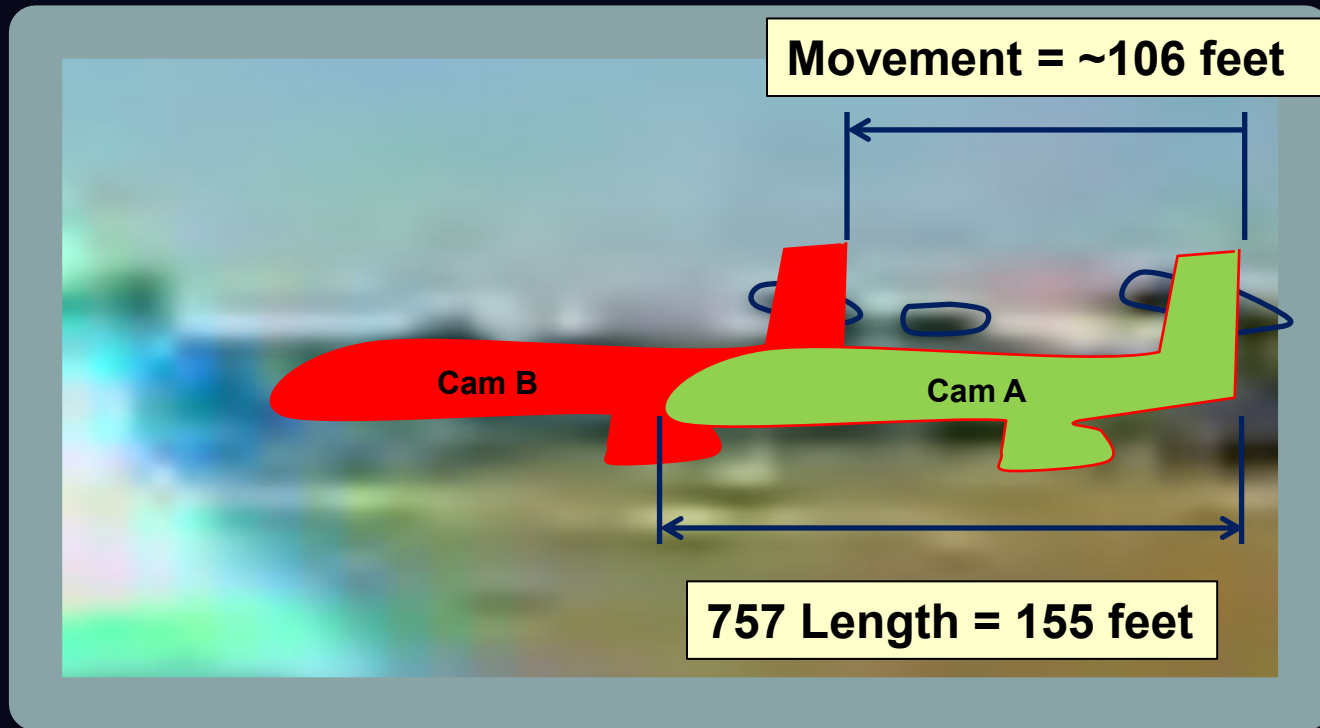 Movement = ~106 feet
Cam B
Cam A
757 Length = 155 feet